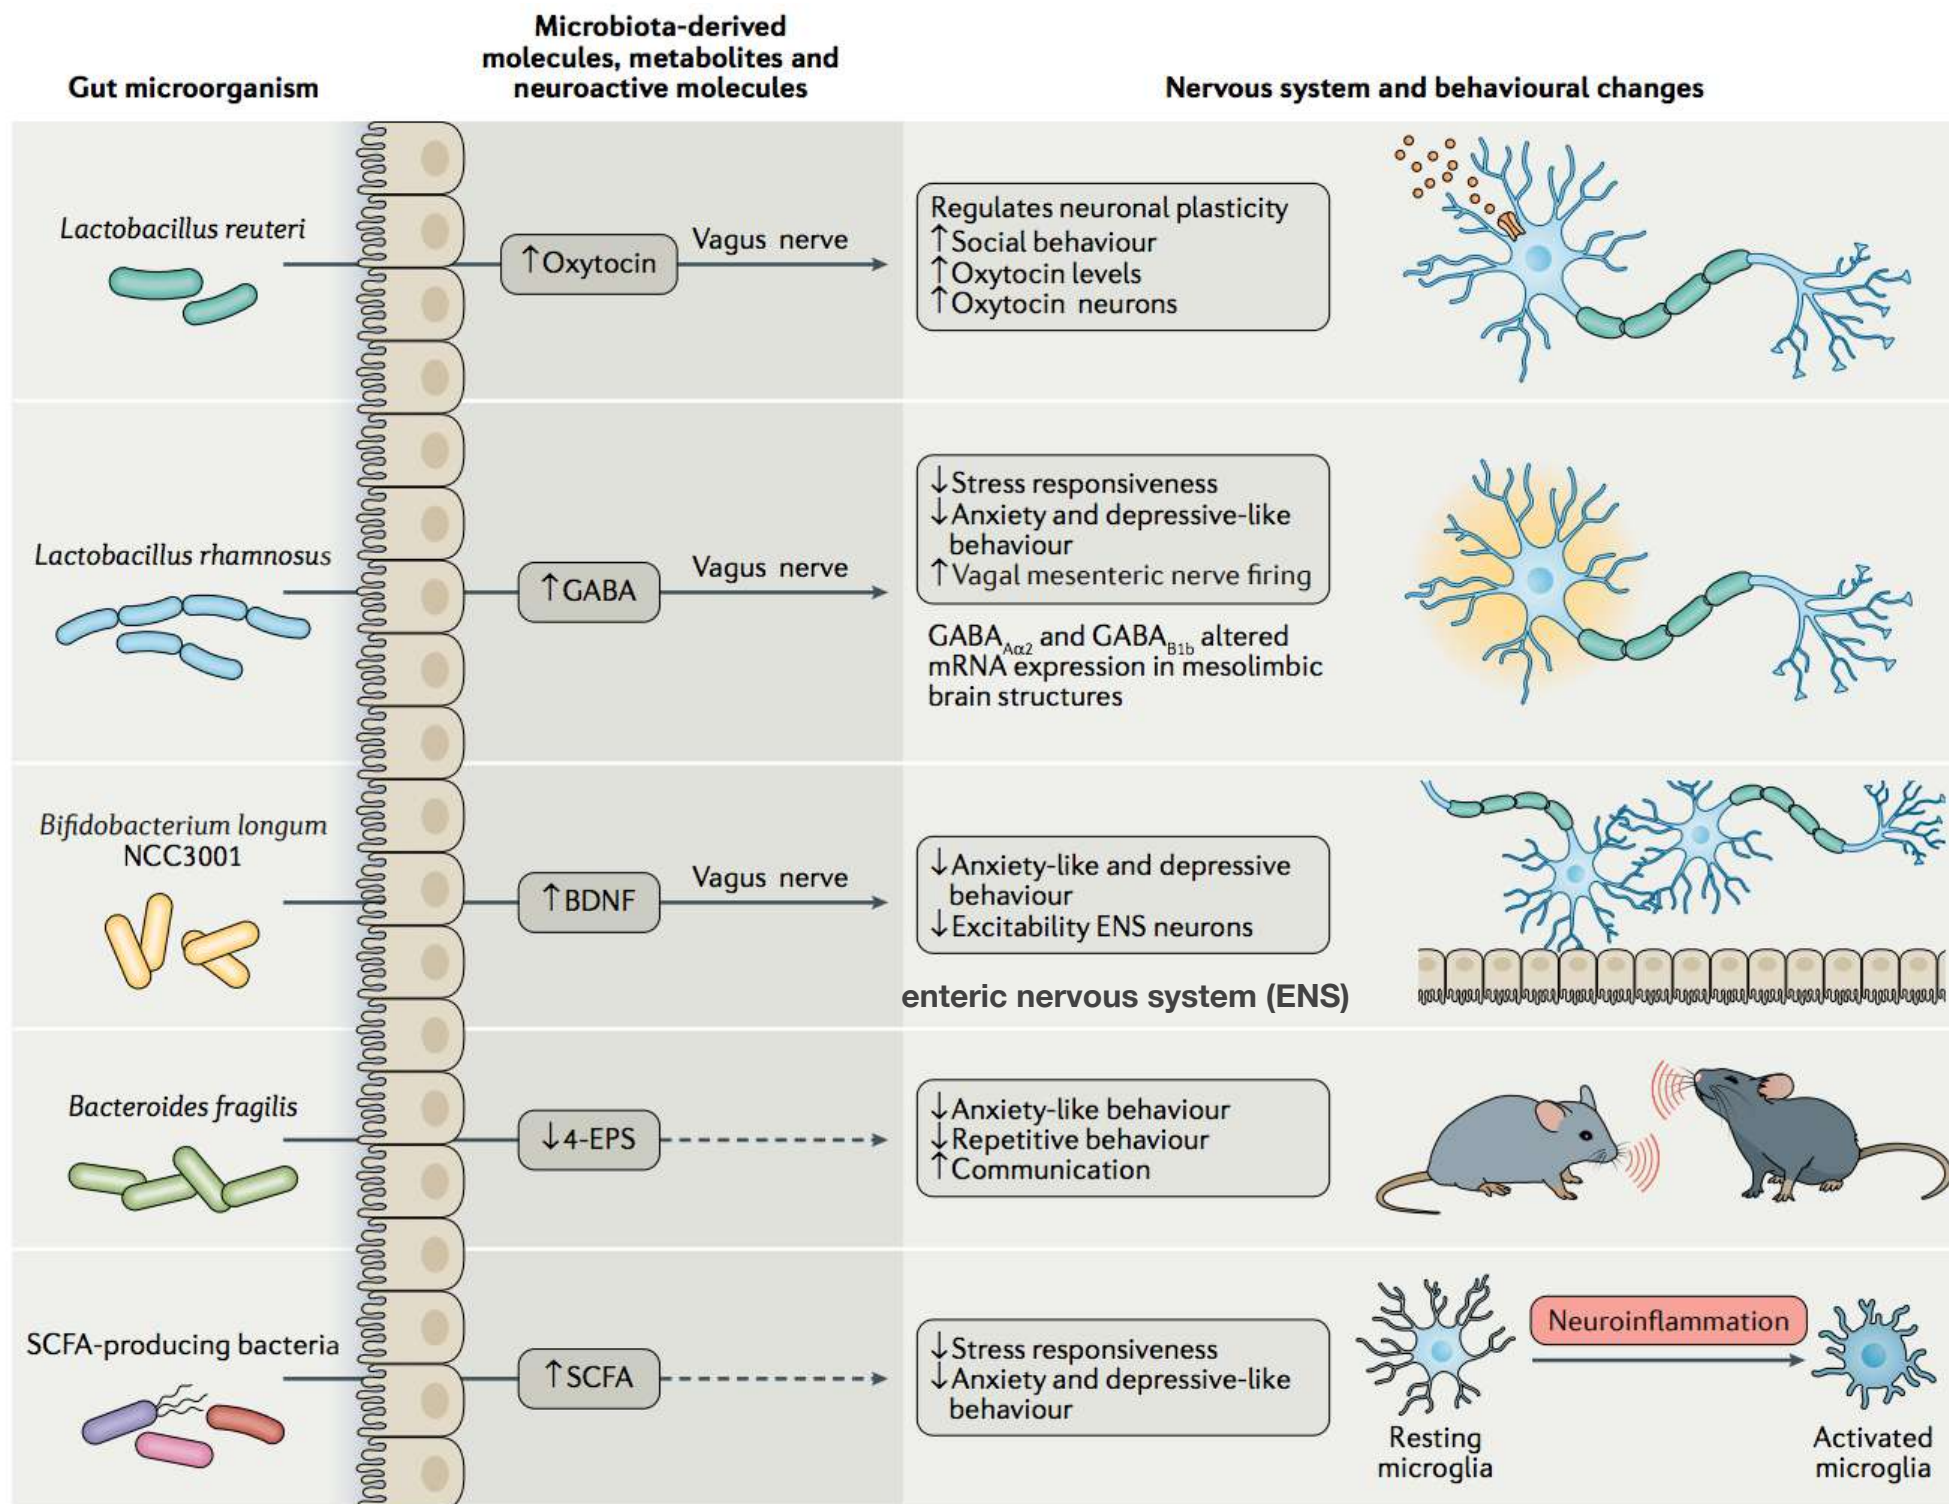 Gut microorganism
Microbiota-derived
molecules, metabolites and
neuroactive molecules
Nervous system and behavioural changes
Lactobacillus reuteri
↑Oxytocin
Vagus nerve
Regulates neuronal plasticity
↑Social behaviour
↑Oxytocin levels
↑Oxytocin neurons
Lactobacillus rhamnosus
↑GABA
Vagus nerve
↓Stress responsiveness
↓Anxiety and depressive-like
behaviour
↑Vagal mesenteric nerve firing
GABA_Aα2 and GABA_B1b altered
mRNA expression in mesolimbic
brain structures
Bifidobacterium longum
NCC3001
↑BDNF
Vagus nerve
↓Anxiety-like and depressive
behaviour
↓Excitability ENS neurons
enteric nervous system (ENS)
Bacteroides fragilis
↓4-EPS
↓Anxiety-like behaviour
↓Repetitive behaviour
↑Communication
SCFA-producing bacteria
↑SCFA
↓Stress responsiveness
↓Anxiety and depressive-like
behaviour
Neuroinflammation
Resting
microglia
Activated
microglia